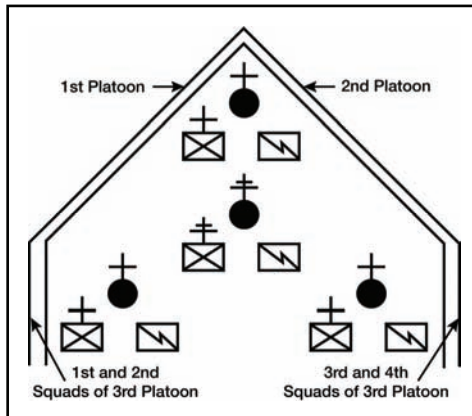 1st Platoon
2nd Platoon
1st and 2nd
Squads of 3rd Platoon
3rd and 4th
Squads of 3rd Platoon